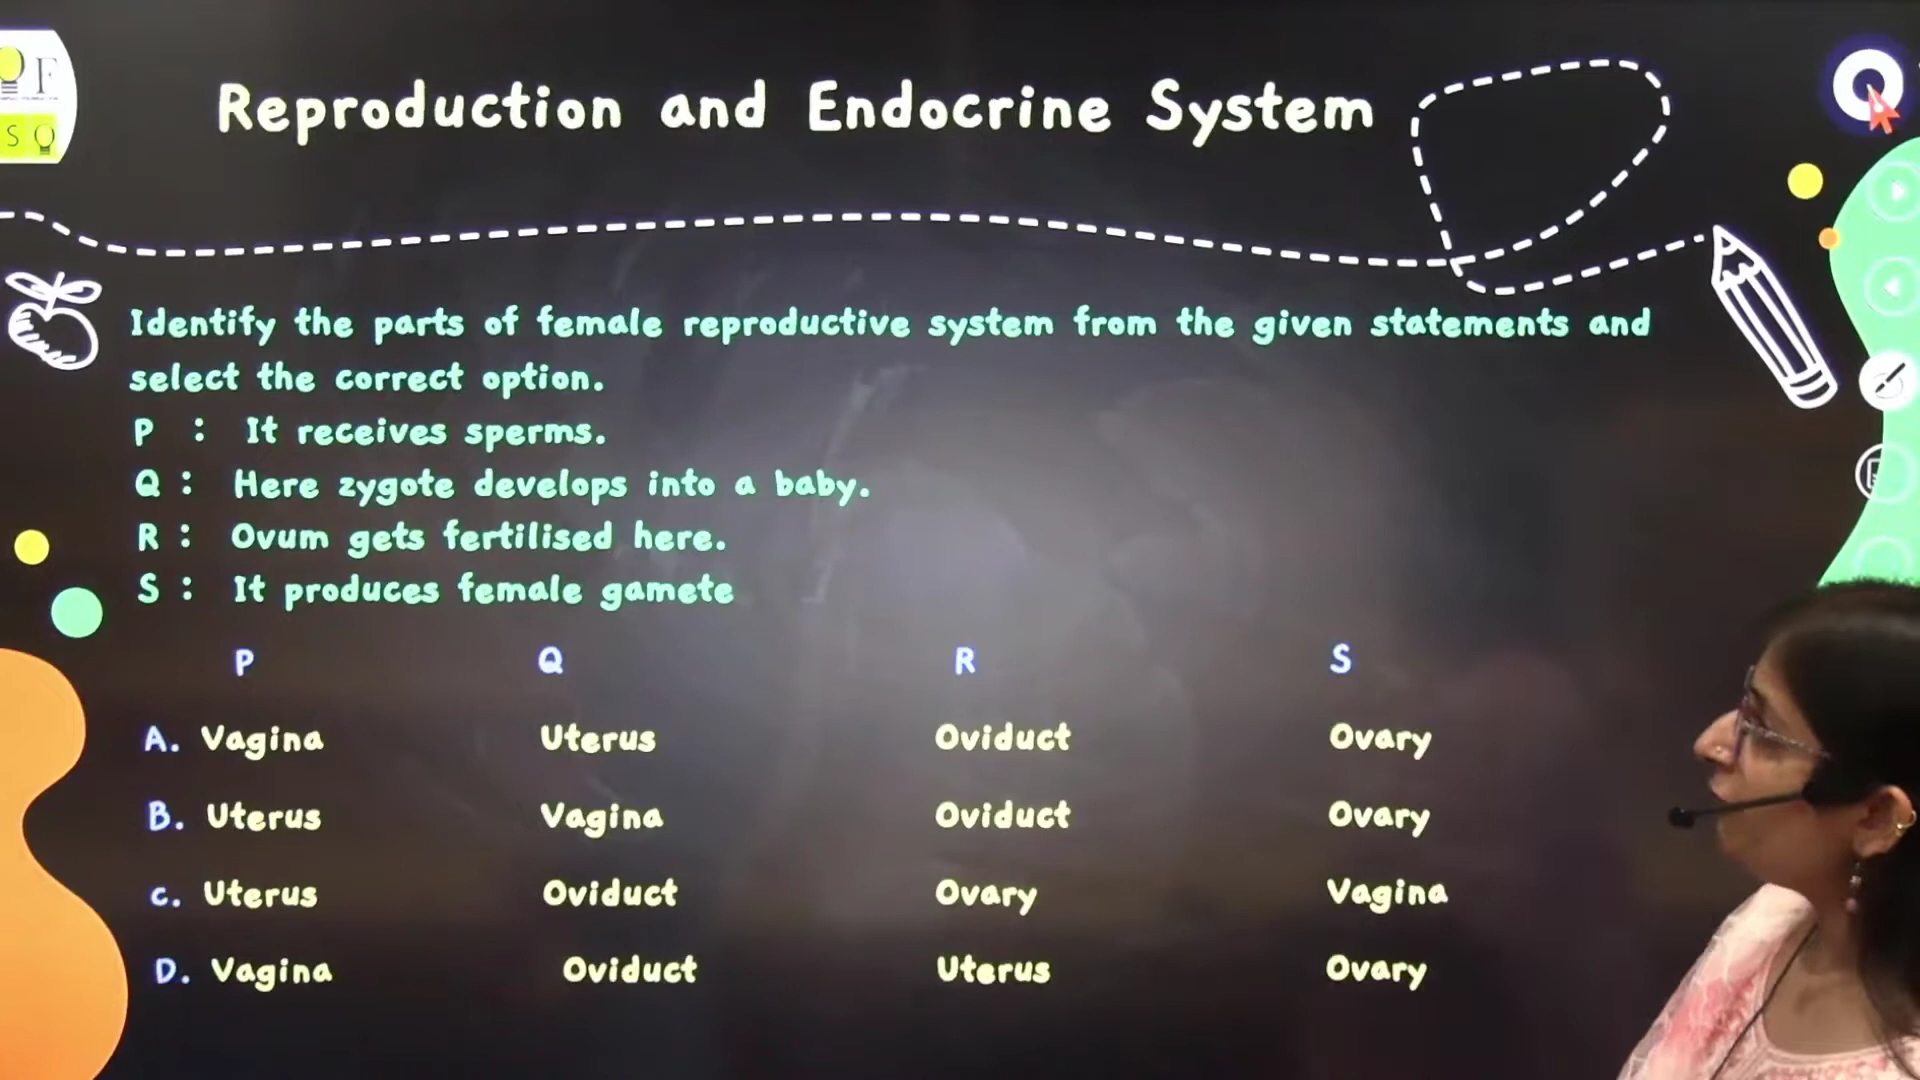 F
S Q
Reproduction and Endocrine System
Identify the parts of female reproductive system from the given statements and
select the correct option.
P : It receives sperms.
Q : Here zygote develops into a baby.
R : Ovum gets fertilised here.
S : It produces female gamete
P Q R S
A. Vagina Uterus Oviduct Ovary
B. Uterus Vagina Oviduct Ovary
c. Uterus Oviduct Ovary Vagina
D. Vagina Oviduct Uterus Ovary